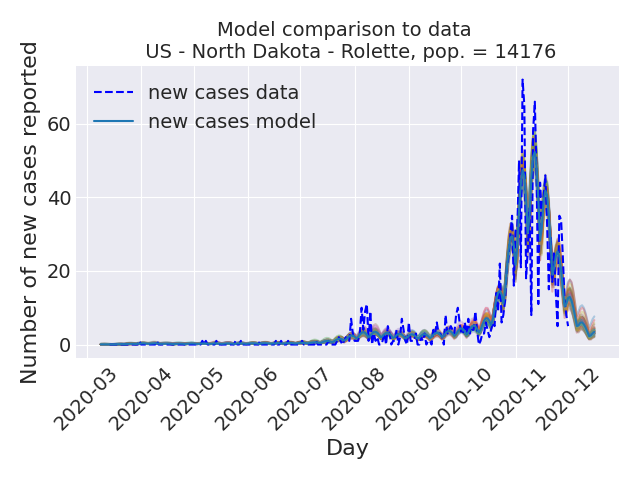 Model comparison to data
US - North Dakota - Rolette, pop. = 14176
new cases data
new cases model
Number of new cases reported
60
40
20
0
2020-03
2020-04
2020-05
2020-06
2020-07
2020-08
2020-09
2020-10
2020-11
2020-12
Day